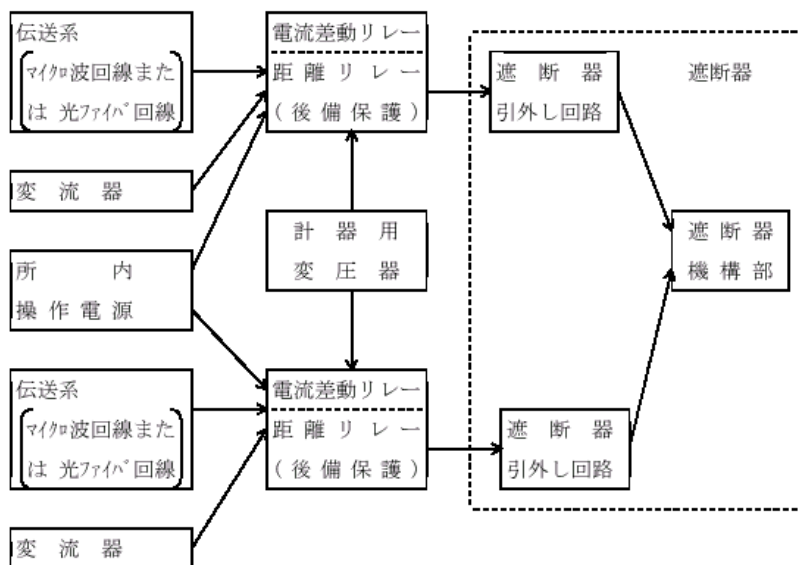 伝送系
マイクロ波回線また
は 光ファイバ回線
変 流 器
所 内
操 作 電 源
伝送系
マイクロ波回線また
は 光ファイバ回線
変 流 器
電流差動リレー
距 離 リ レ ー
( 後 備 保 護 )
計 器 用
変 圧 器
電流差動リレー
距 離 リ レ ー
( 後 備 保 護 )
遮 断 器
引外し回路
遮 断 器
引外し回路
遮断器
遮 断 器
機 構 部